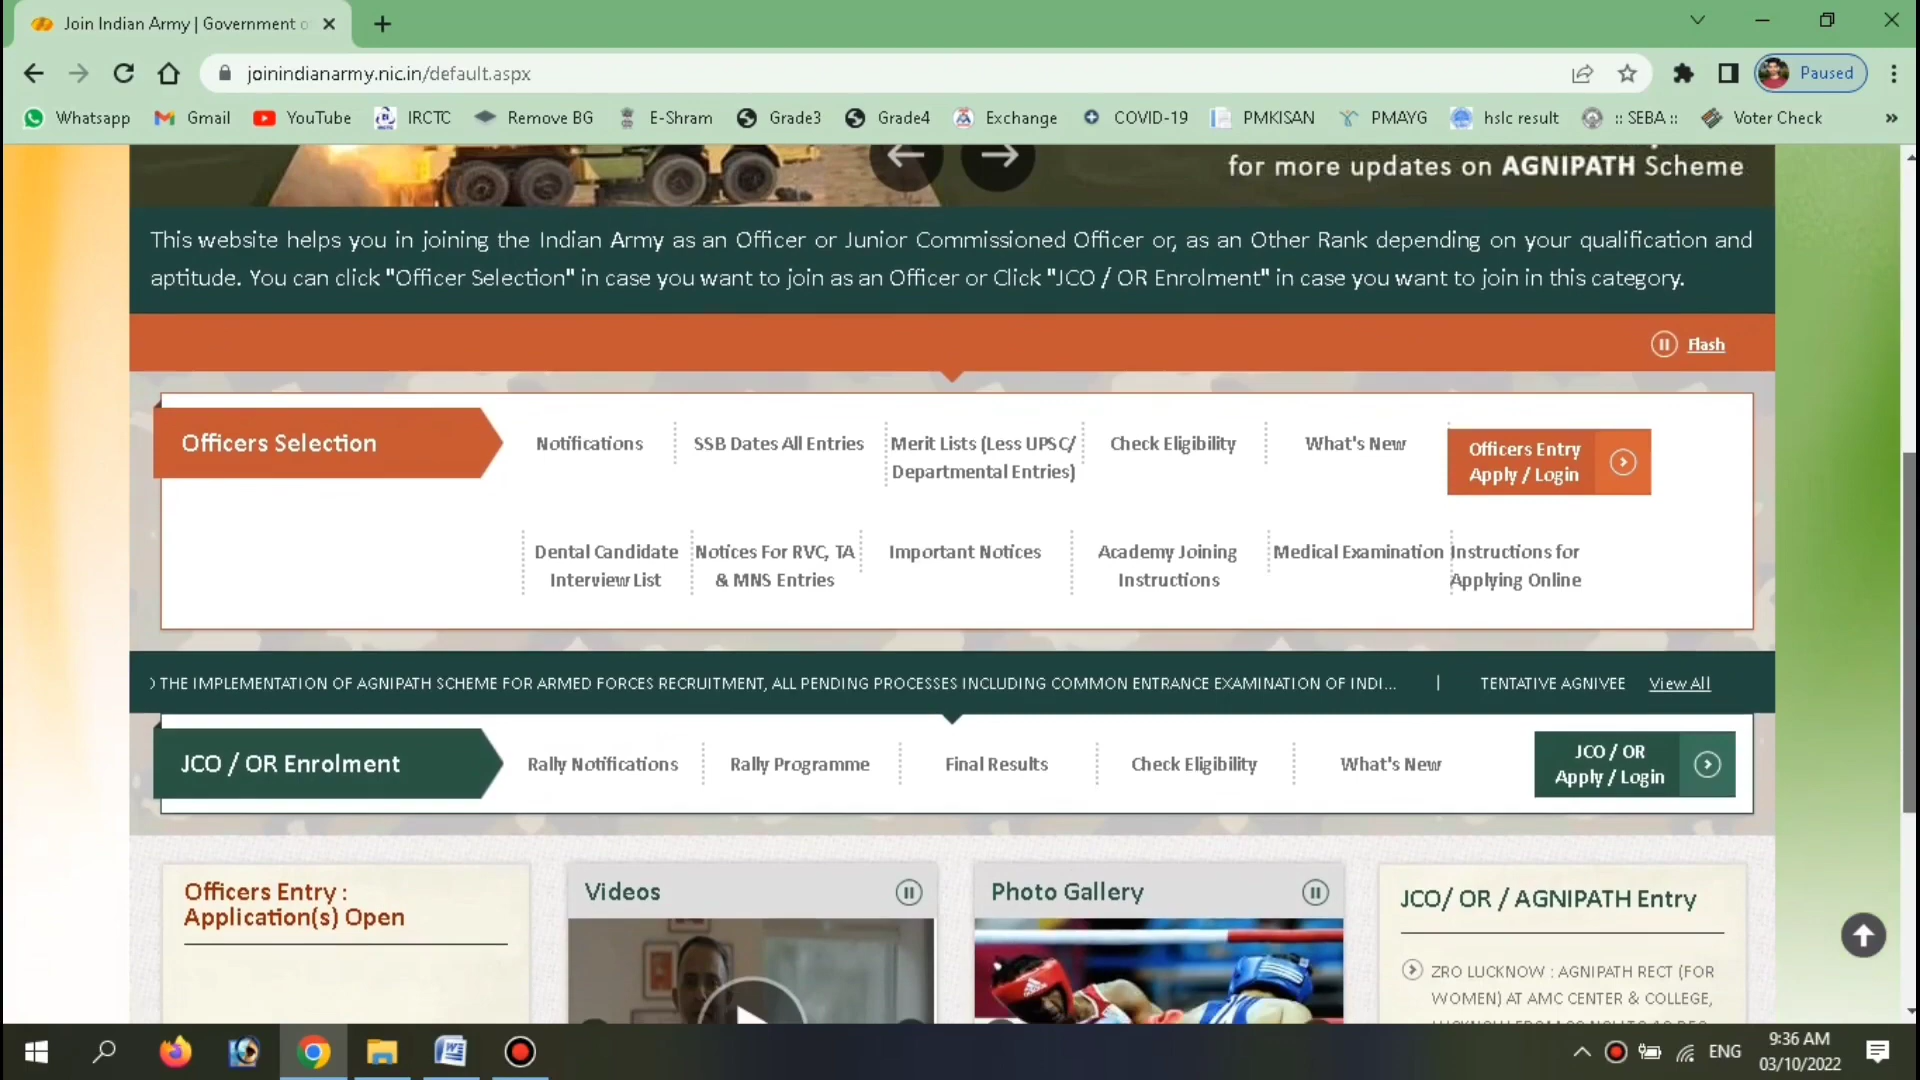 Join Indian Army | Government o
joinindianarmy.nic.in/default.aspx
Paused
Whatsapp Gmail YouTube IRCTC Remove BG E-Shram Grade3 Grade4 Exchange COVID-19 PMKISAN PMAYG hslc result :: SEBA :: Voter Check »
for more updates on AGNIPATH Scheme
This website helps you in joining the Indian Army as an Officer or Junior Commissioned Officer or, as an Other Rank depending on your qualification and
aptitude. You can click "Officer Selection" in case you want to join as an Officer or Click "JCO / OR Enrolment" in case you want to join in this category.
Flash
Officers Selection
Notifications
SSB Dates All Entries
Merit Lists (Less UPSC/
Departmental Entries)
Check Eligibility
What's New
Officers Entry
Apply / Login
Dental Candidate
Interview List
Notices For RVC, TA
& MNS Entries
Important Notices
Academy Joining
Instructions
Medical Examination
Instructions for
Applying Online
THE IMPLEMENTATION OF AGNIPATH SCHEME FOR ARMED FORCES RECRUITMENT, ALL PENDING PROCESSES INCLUDING COMMON ENTRANCE EXAMINATION OF INDI... | TENTATIVE AGNIVEE View All
JCO / OR Enrolment
Rally Notifications
Rally Programme
Final Results
Check Eligibility
What's New
JCO / OR
Apply / Login
Officers Entry :
Application(s) Open
Videos
Photo Gallery
JCO/ OR / AGNIPATH Entry
ZRO LUCKNOW : AGNIPATH RECT (FOR
WOMEN) AT AMC CENTER & COLLEGE,
ENG
9:36 AM
03/10/2022